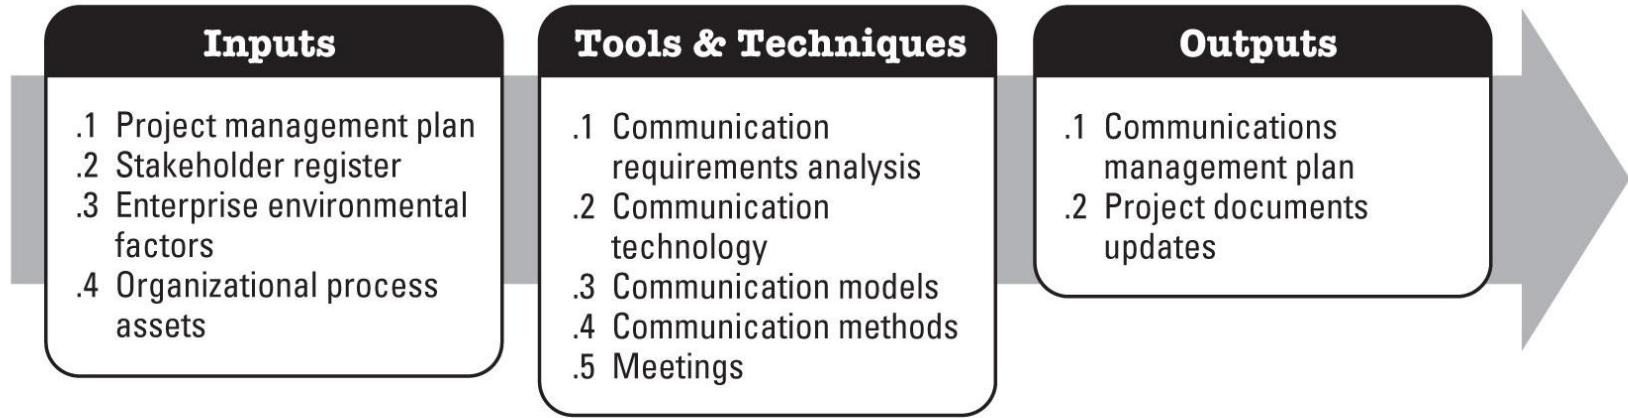 Inputs
.1 Project management plan
.2 Stakeholder register
.3 Enterprise environmental
factors
.4 Organizational process
assets
Tools & Techniques
.1 Communication
requirements analysis
.2 Communication
technology
.3 Communication models
.4 Communication methods
.5 Meetings
Outputs
.1 Communications
management plan
.2 Project documents
updates